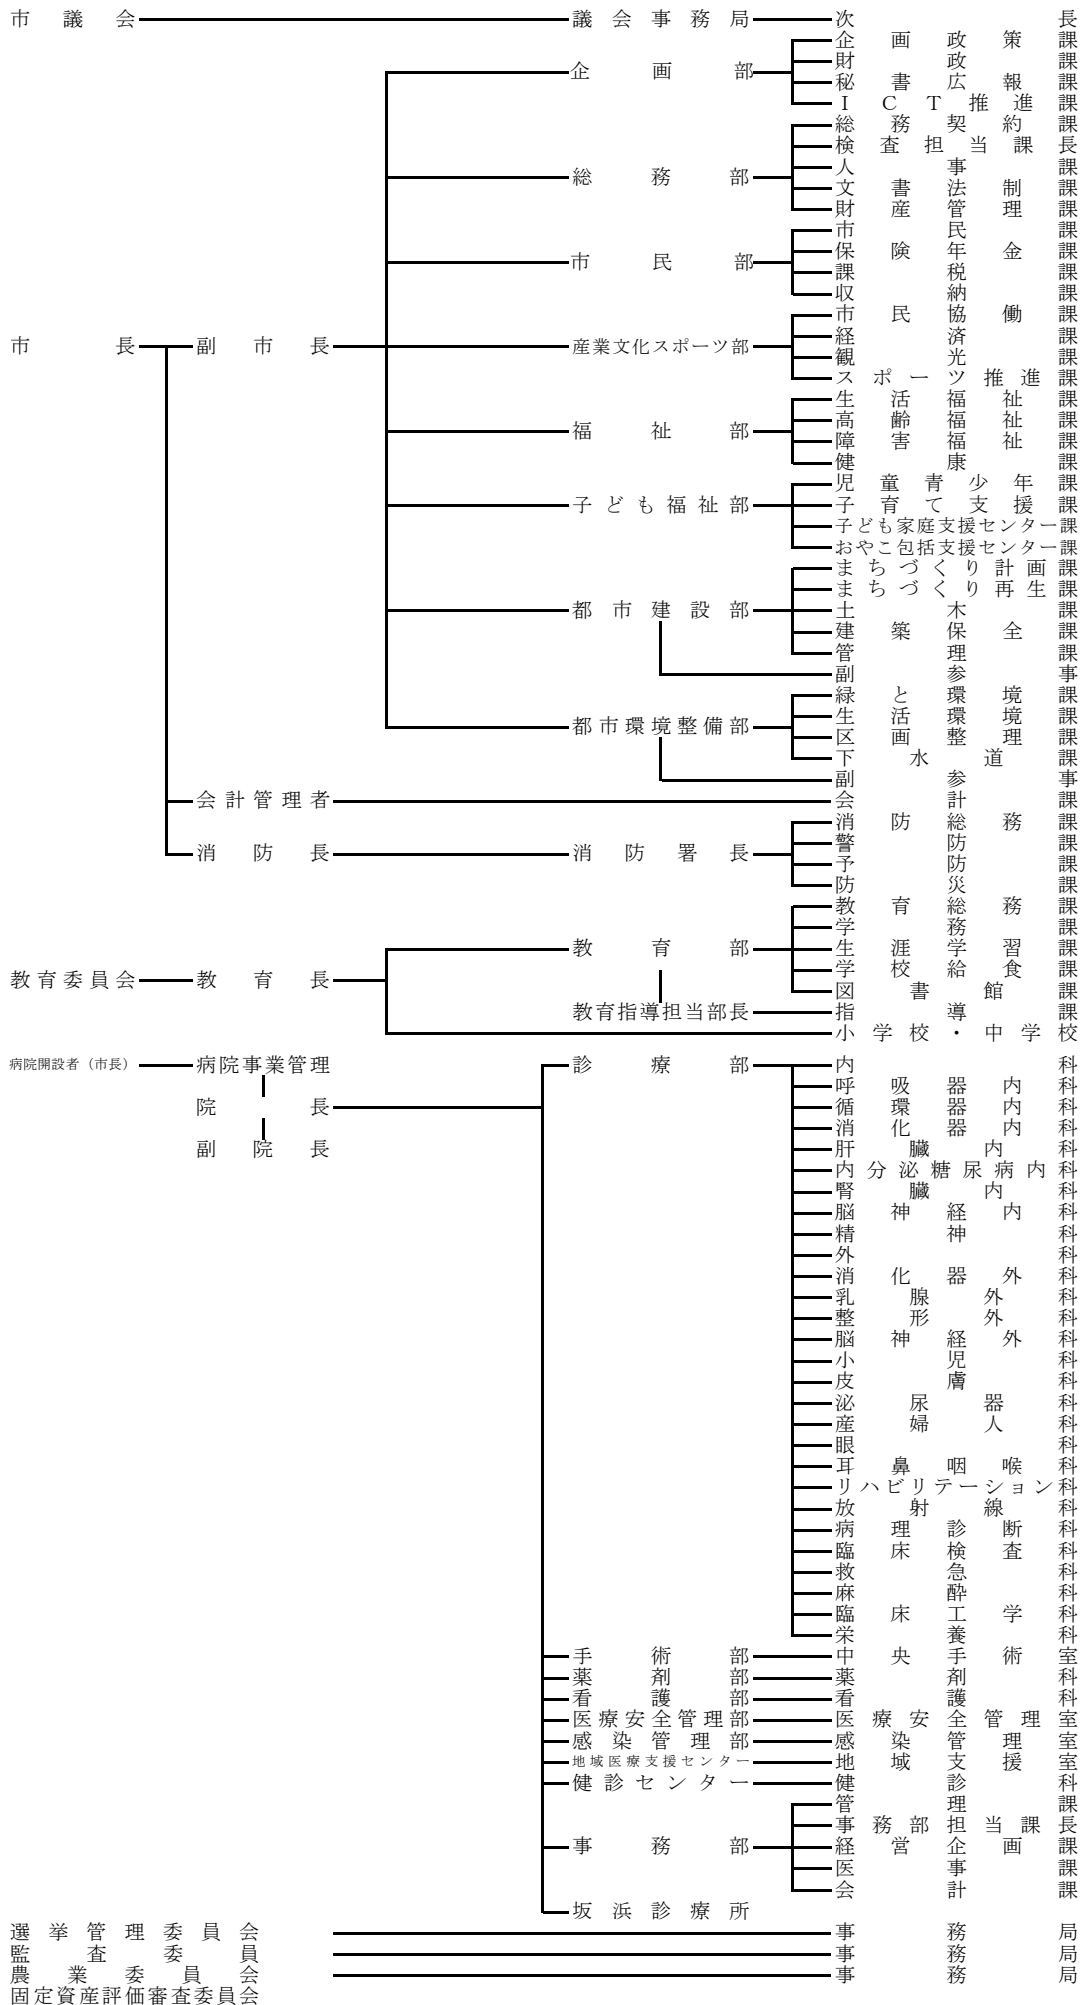 市議会 議会事務局 次長
企画政策課
財政課
企画部
秘書広報課
ICT推進課
総務契約課
検査担当課長
人事課
総務部
文書法制課
財産管理課
市民課
保険年金課
市民部
課税課
収納課
市民協働課
経済課
市長 副市長 産業文化スポーツ部
観光課
スポーツ推進課
生活福祉課
高齢福祉課
福祉部
障害福祉課
健康課
児童青少年課
子ども福祉部 子育て支援課
子ども家庭支援センター課
おやこ包括支援センター課
まちづくり計画課
まちづくり再生課
都市建設部 土木課
建築保全課
管理課
副参事
緑と環境課
生活環境課
都市環境整備部
区画整理課
下水道課
副参事
会計管理者 会計課
消防総務課
警防課
消防長 消防署長
予防課
防災課
教育総務課
学務課
教育部 生涯学習課
学校給食課
教育委員会 教育長
図書館課
教育指導担当部長 指導課
小学校・中学校
病院開設者（市長） 病院事業管理 診療部 内科
呼吸器内科
院長 循環器内科
消化器内科
副院長 肝臓内科
内分泌糖尿病内科
腎臓内科
脳神経内科
精神科
外科
消化器外科
乳腺外科
整形外科
脳神経外科
小児科
皮膚科
泌尿器科
産婦人科
眼科
耳鼻咽喉科
リハビリテーション科
放射線科
病理診断科
臨床検査科
救急科
麻酔科
臨床工学科
栄養科
手術部 中央手術室
薬剤部 薬剤科
看護部 看護科
医療安全管理部 医療安全管理室
感染管理部 感染管理室
地域医療支援センター 地域支援室
健診センター 健診科
管理課
事務部担当課長
事務部 経営企画課
医事課
会計課
坂浜診療所
選挙管理委員会 事務局
監査委員 事務局
農業委員会 事務局
固定資産評価審査委員会